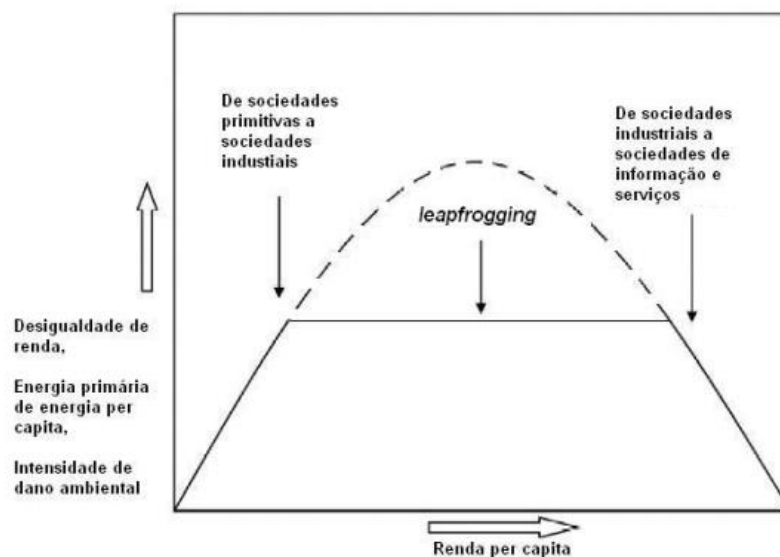 De sociedades
primitivas a
sociedades
industiais
De sociedades
industriais a
sociedades de
informação e
serviços
leapfrogging
Desigualdade de
renda,
Energia primária
de energia per
capita,
Intensidade de
dano ambiental
Renda per capita